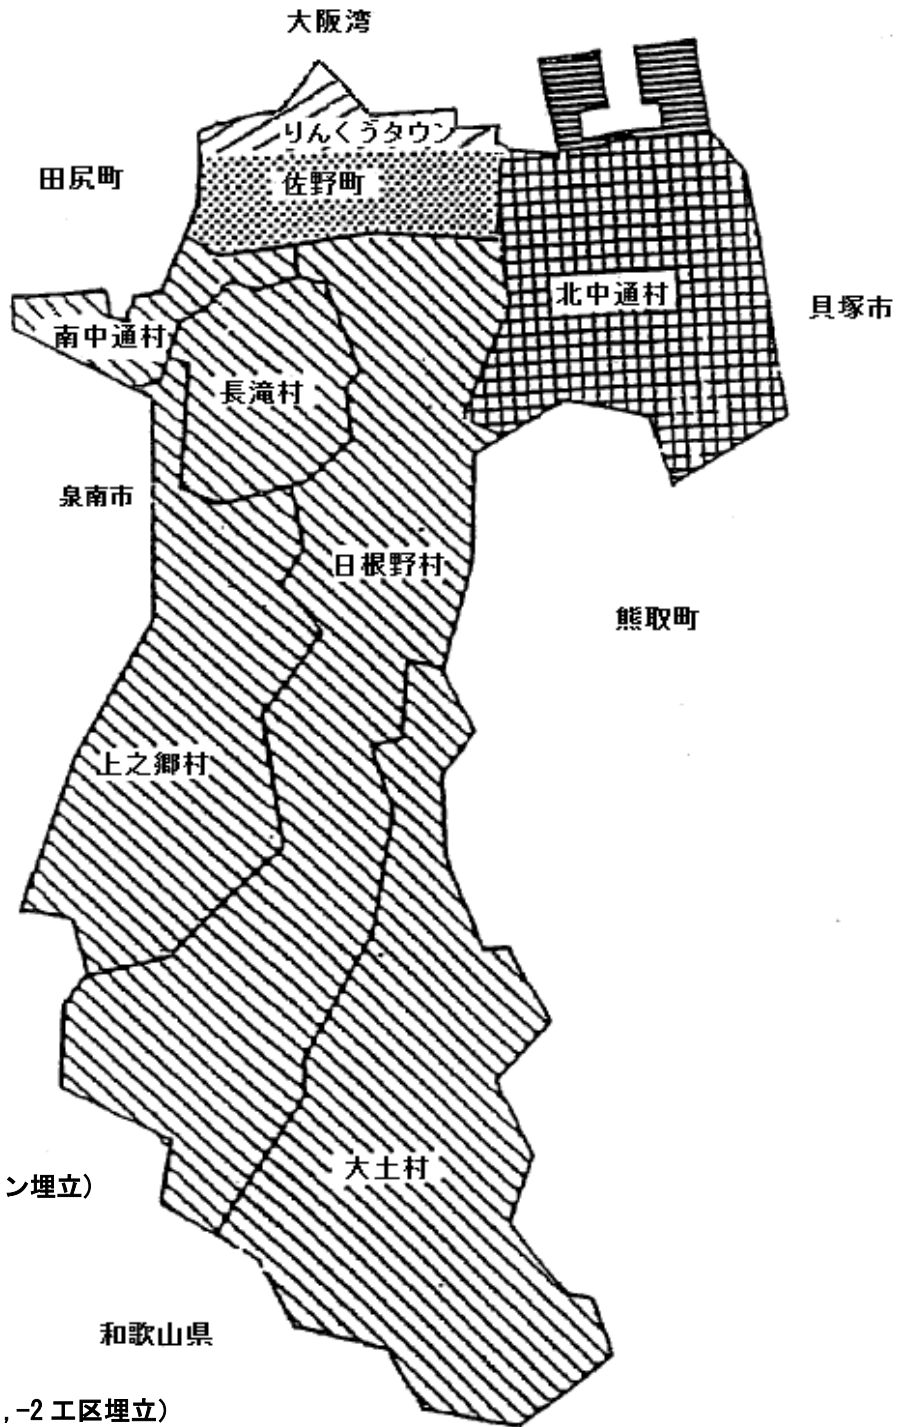 大阪湾
りんくうタウン
田尻町
佐野町
北中通村
貝塚市
南中通村
長滝村
泉南市
日根野村
熊取町
上之郷村
大土村
ン埋立)
和歌山県
,-2 工区埋立)